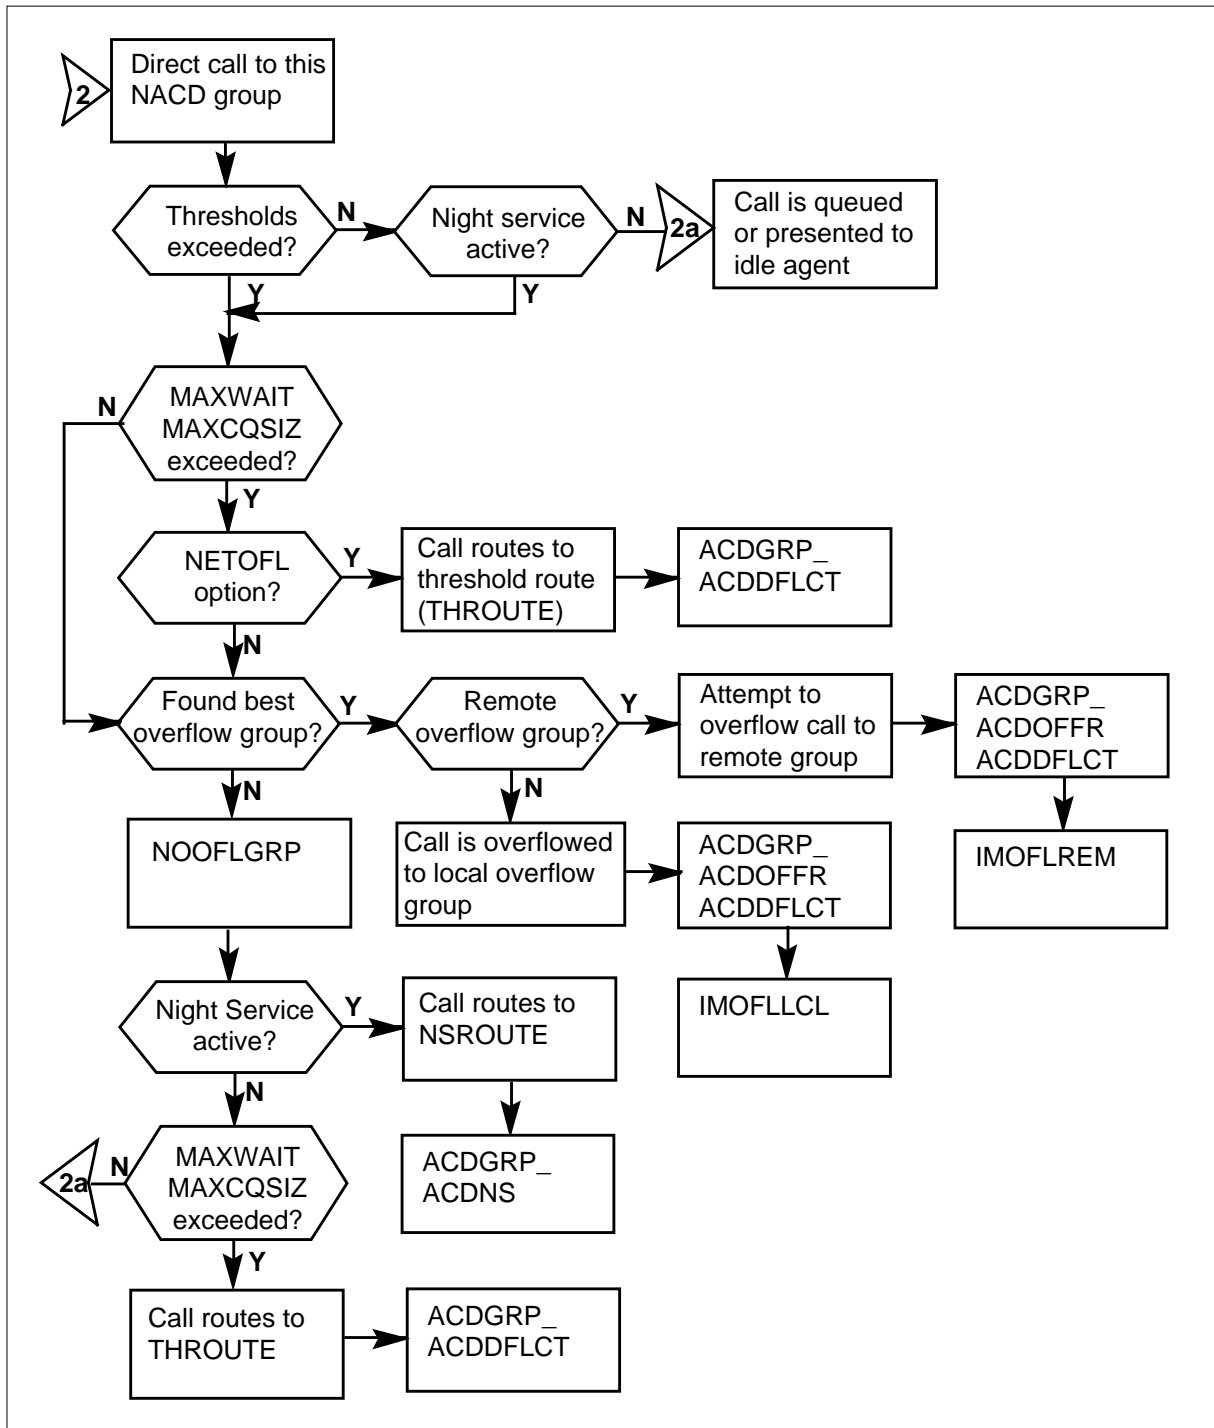 2
Direct call to this
NACD group
Thresholds
exceeded?
N
Night service
active?
N
2a
Call is queued
or presented to
idle agent
Y
Y
N
MAXWAIT
MAXCQSIZ
exceeded?
Y
NETOFL
option?
Y
Call routes to
threshold route
(THROUTE)
ACDGRP_
ACDDFLCT
N
Found best
overflow group?
Y
Remote
overflow group?
Y
Attempt to
overflow call to
remote group
ACDGRP_
ACDOFFR
ACDDFLCT
N
N
NOOFLGRP
Call is overflowed
to local overflow
group
ACDGRP_
ACDOFFR
ACDDFLCT
IMOFLREM
Night Service
active?
Y
Call routes to
NSROUTE
IMOFLLCL
N
2a
N
MAXWAIT
MAXCQSIZ
exceeded?
ACDGRP_
ACDNS
Y
Call routes to
THROUTE
ACDGRP_
ACDDFLCT